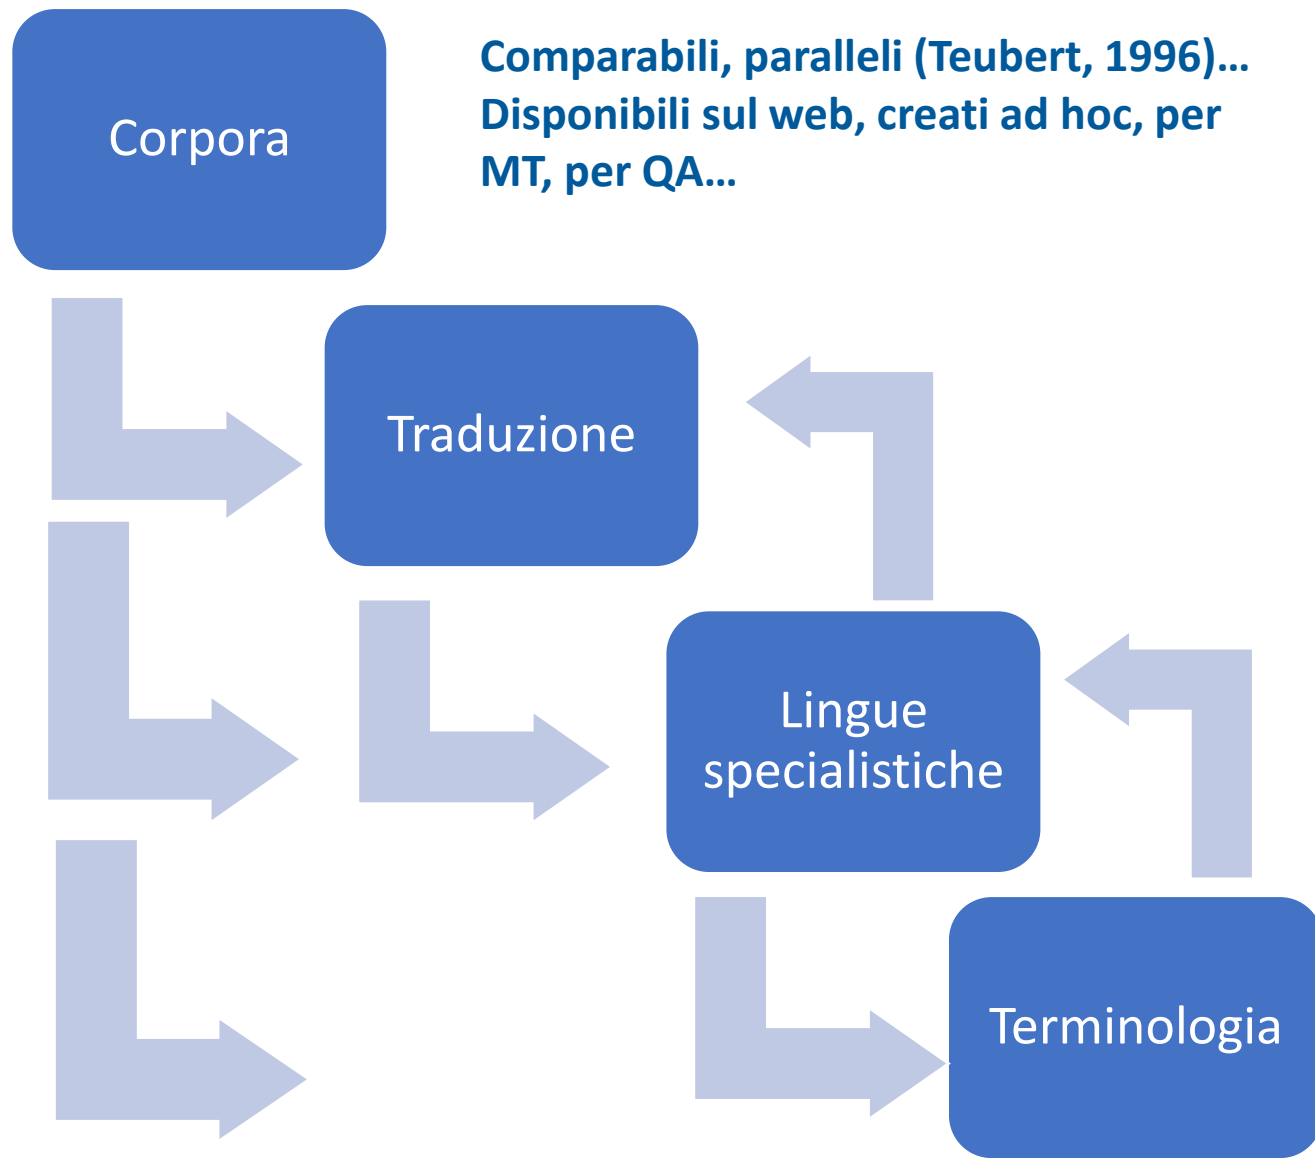 Corpora
Comparabili, paralleli (Teubert, 1996)…
Disponibili sul web, creati ad hoc, per
MT, per QA…
Traduzione
Lingue
specialistiche
Terminologia